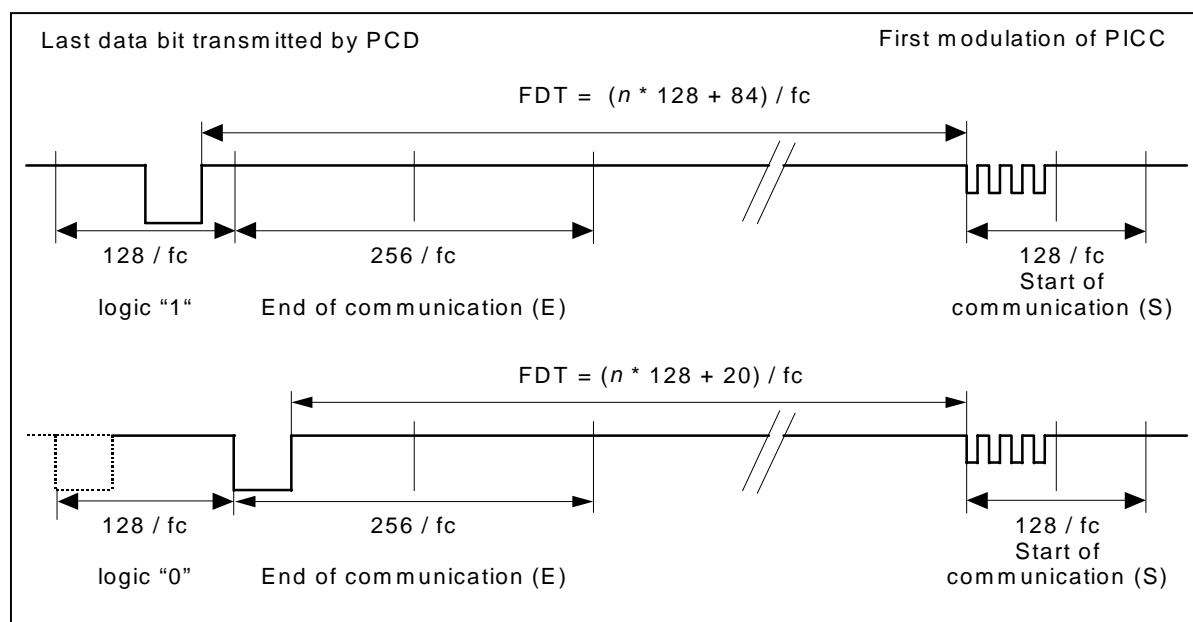 Last data bit transmitted by PCD
First modulation of PICC
FDT = (n * 128 + 84) / fc
128 / fc
256 / fc
128 / fc
logic “1“
End of communication (E)
Start of
communication (S)
FDT = (n * 128 + 20) / fc
128 / fc
256 / fc
128 / fc
logic “0”
End of communication (E)
Start of
communication (S)